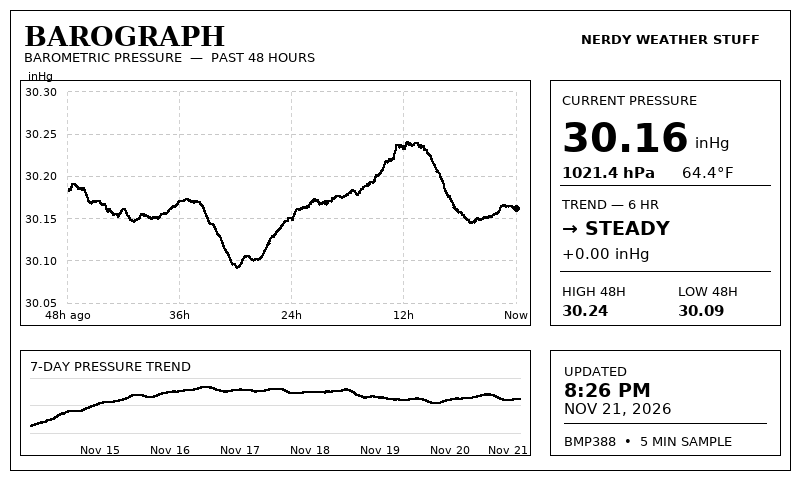 BAROGRAPH
BAROMETRIC PRESSURE — PAST 48 HOURS
NERDY WEATHER STUFF
inHg
30.30
30.25
30.20
30.15
30.10
30.05
48h ago 36h 24h 12h Now
CURRENT PRESSURE
30.16 inHg
1021.4 hPa 64.4°F
TREND — 6 HR
→ STEADY
+0.00 inHg
HIGH 48H LOW 48H
30.24 30.09
7-DAY PRESSURE TREND
Nov 15 Nov 16 Nov 17 Nov 18 Nov 19 Nov 20 Nov 21
UPDATED
8:26 PM
NOV 21, 2026
BMP388 • 5 MIN SAMPLE